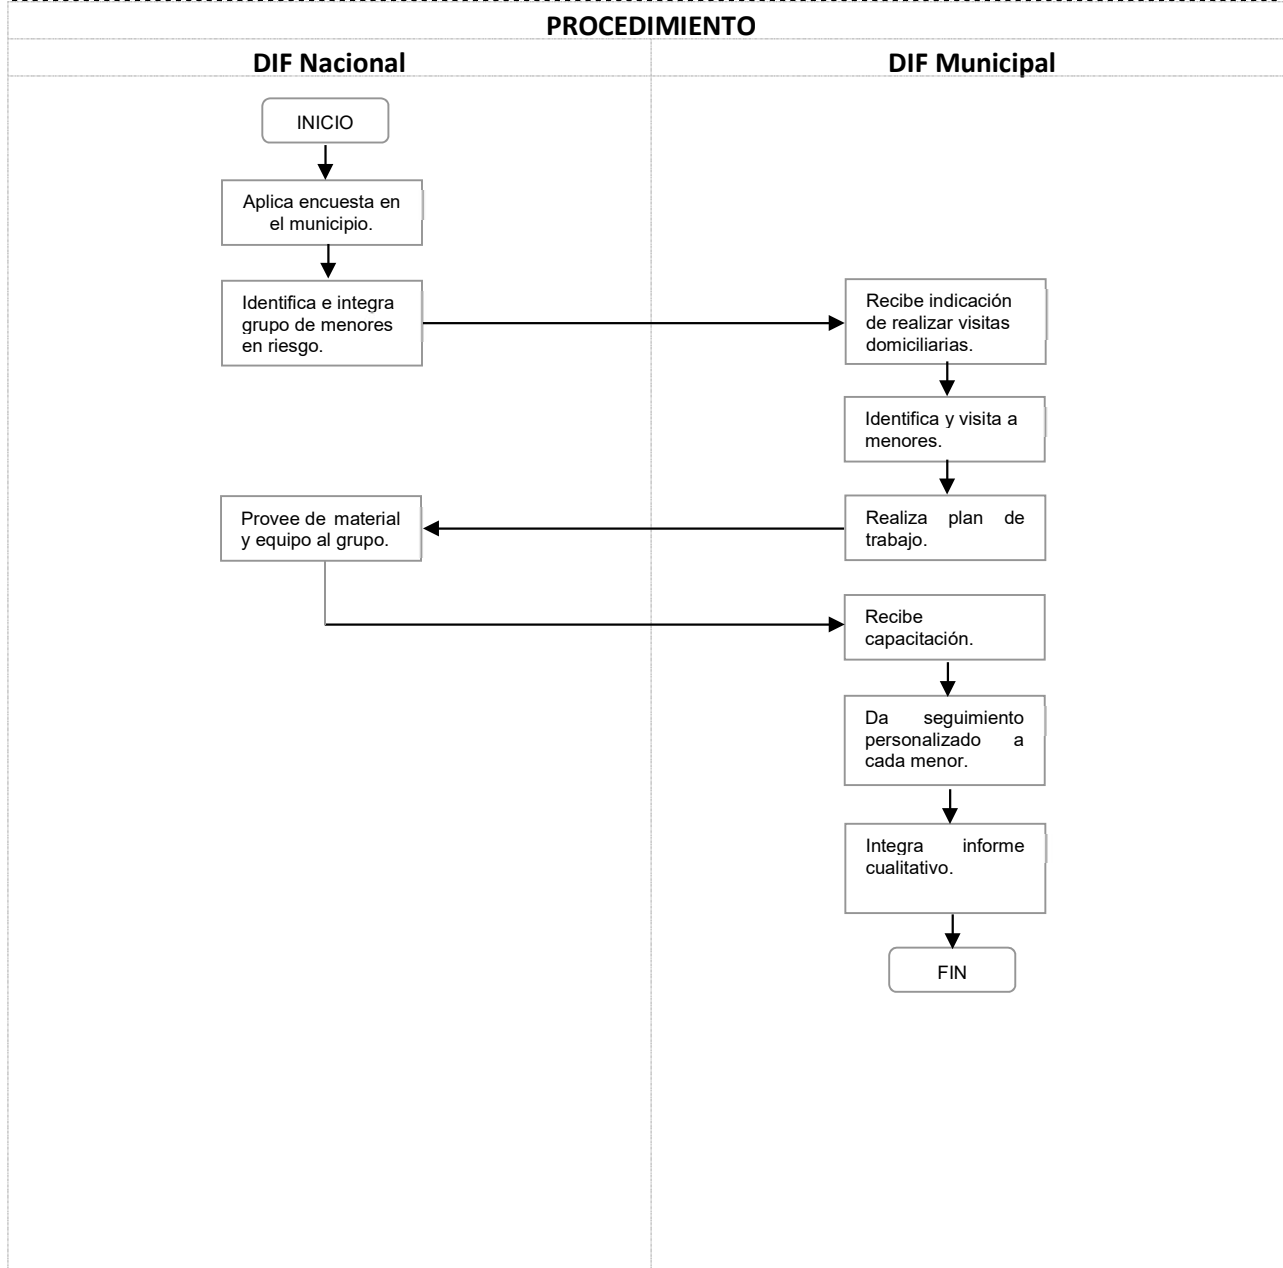 PROCEDIMIENTO
DIF Nacional
DIF Municipal
INICIO
Aplica encuesta en
el municipio.
Identifica e integra
grupo de menores
en riesgo.
Recibe indicación
de realizar visitas
domiciliarias.
Identifica y visita a
menores.
Realiza plan de
trabajo.
Provee de material
y equipo al grupo.
Recibe
capacitación.
Da seguimiento
personalizado a
cada menor.
Integra informe
cualitativo.
FIN